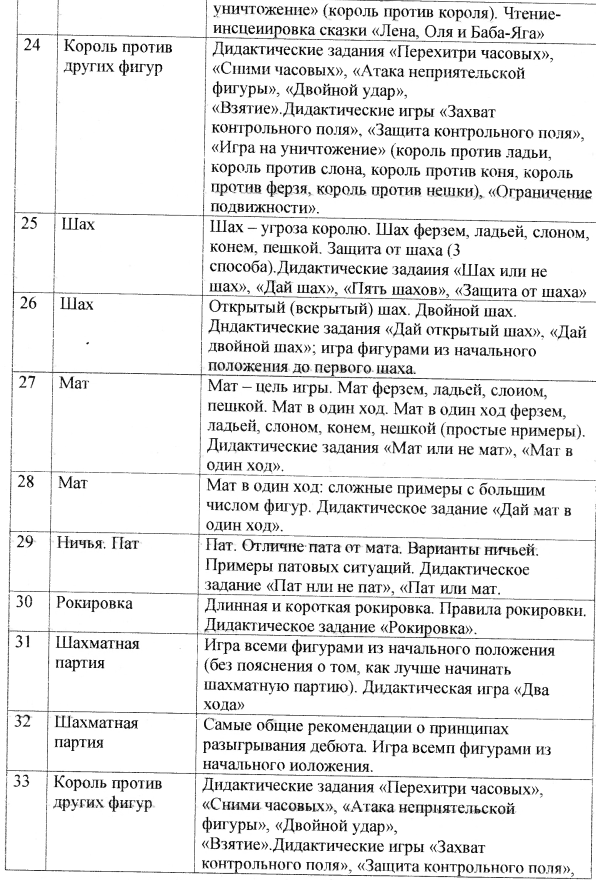 уничтожение» (король против короля). Чтение-
инсценировка сказки «Лена, Оля и Баба-Яга»
24 Король против
других фигур
Дидактические задания «Перехитри часовых»,
«Сними часовых», «Атака неприятельской
фигуры», «Двойной удар»,
«Взятие».Дидактические игры «Захват
контрольного поля», «Защита контрольного поля»,
«Игра на уничтожение» (король против ладьи,
король против слона, король против коня, король
против ферзя, король против нешки), «Ограничение
подвижности».
25 Шах
Шах – угроза королю. Шах ферзем, ладьей, слоном,
конем, пешкой. Защита от шаха (3
способа).Дидактические задаиия «Шах или не
шах», «Дай шах», «Пять шахов», «Защита от шаха»
26 Шах
Открытый (вскрытый) шах. Двойной шах.
Дндактические задания «Дай открытый шах», «Дай
двойной шах»; игра фигурами из начального
положения до первого шаха.
27 Мат
Мат – цель игры. Мат ферзем, ладьей, слоиом,
пешкой. Мат в один ход. Мат в один ход ферзем,
ладьей, слоном, конем, нешкой (простые нримеры).
Дидактические задания «Мат или не мат», «Мат в
один ход».
28 Мат
Мат в один ход: сложные примеры с большим
числом фигур. Дидактическое задание «Дай мат в
один ход».
29 Ничья. Пат
Пат. Отличие пата от мата. Варианты ничьей.
Примеры патовых ситуаций. Дидактическое
задание «Пат нли не пат», «Пат или мат.
30 Рокировка
Длинная и короткая рокировка. Правила рокировки.
Дидактическое задание «Рокировка».
31 Шахматная
партия
Игра всеми фигурами из начального положения
(без пояснения о том, как лучше начинать
шахматную партию). Дидактическая игра «Два
хода»
32 Шахматная
партия
Самые общие рекомендации о принципах
разыгрывания дебюта. Игра всемп фигурами из
начального иоложения.
33 Король против
других фигур
Дидактические задания «Перехитри часовых»,
«Сними часовых», «Атака неприятельской
фигуры», «Двойной удар»,
«Взятие».Дидактические игры «Захват
контрольного поля», «Защита контрольного поля»,